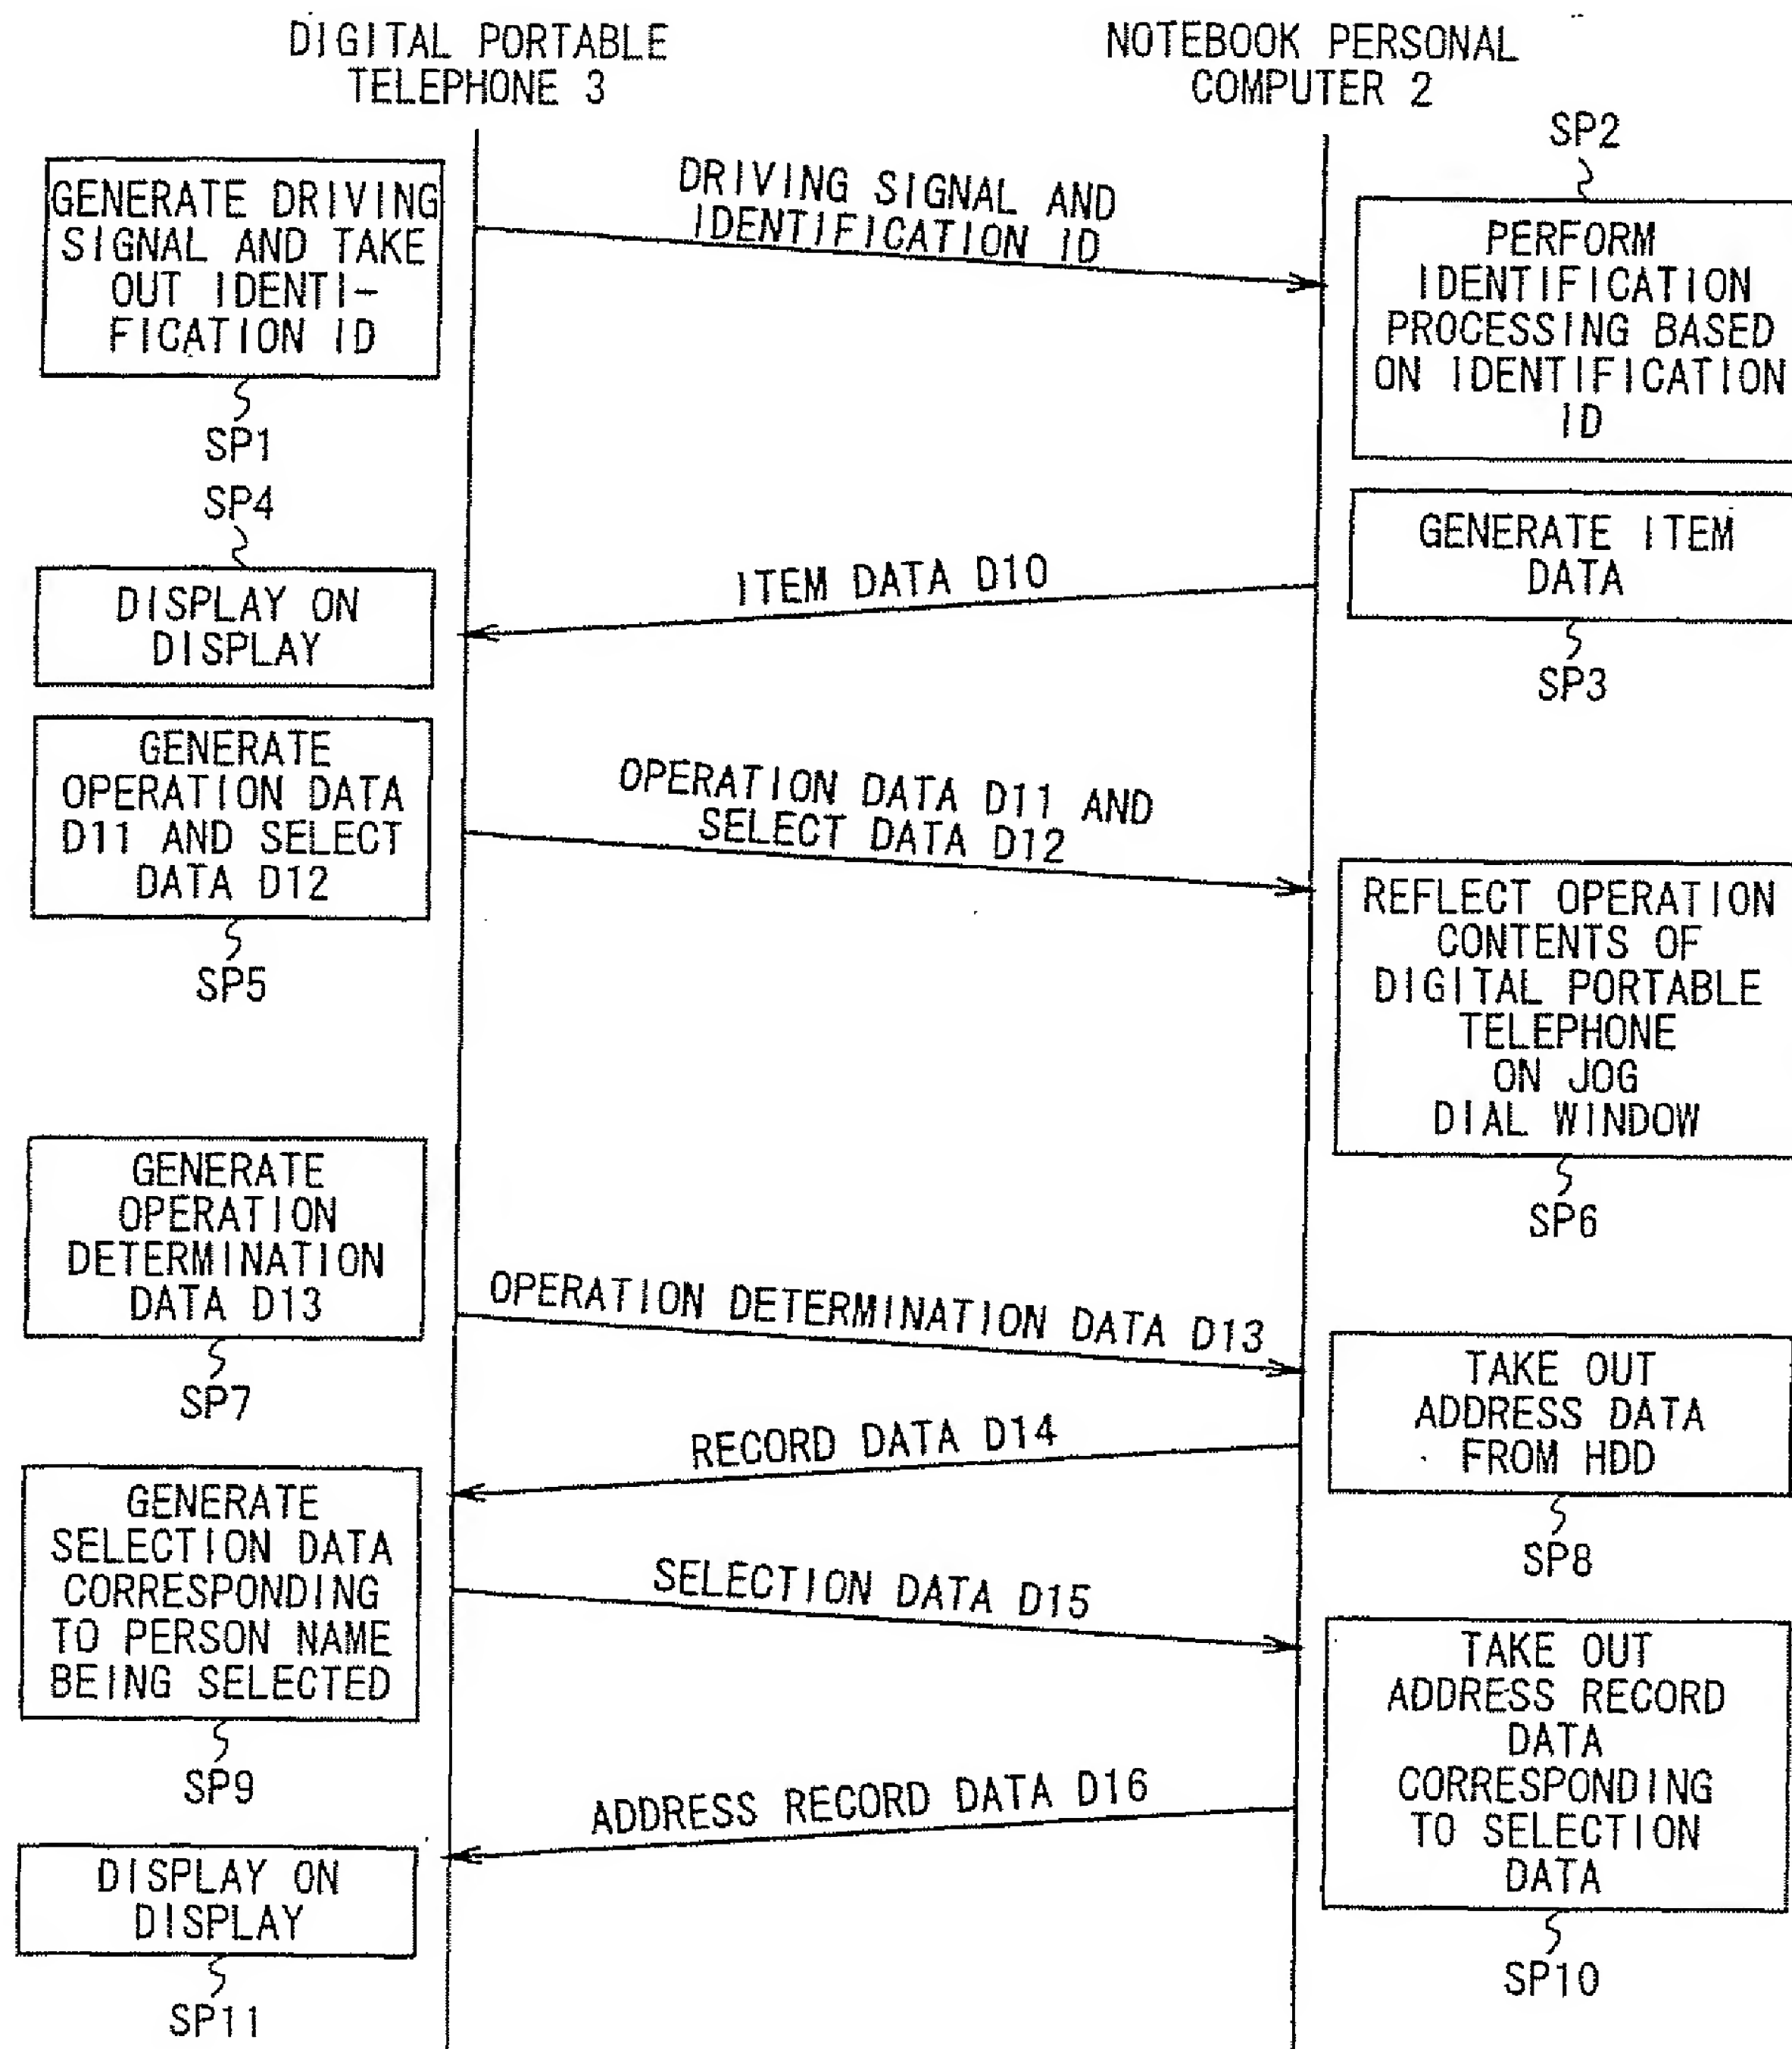 DIGITAL PORTABLE
TELEPHONE 3
NOTEBOOK PERSONAL
COMPUTER 2
GENERATE DRIVING
SIGNAL AND TAKE
OUT IDENTI-
FICATION ID
SP1
DRIVING SIGNAL AND
IDENTIFICATION ID
SP2
PERFORM
IDENTIFICATION
PROCESSING BASED
ON IDENTIFICATION
ID
GENERATE ITEM
DATA
SP3
ITEM DATA D10
SP4
DISPLAY ON
DISPLAY
GENERATE
OPERATION DATA
D11 AND SELECT
DATA D12
SP5
OPERATION DATA D11 AND
SELECT DATA D12
REFLECT OPERATION
CONTENTS OF
DIGITAL PORTABLE
TELEPHONE
ON JOG
DIAL WINDOW
SP6
GENERATE
OPERATION
DETERMINATION
DATA D13
SP7
OPERATION DETERMINATION DATA D13
TAKE OUT
ADDRESS DATA
FROM HDD
SP8
RECORD DATA D14
GENERATE
SELECTION DATA
CORRESPONDING
TO PERSON NAME
BEING SELECTED
SP9
SELECTION DATA D15
TAKE OUT
ADDRESS RECORD
DATA
CORRESPONDING
TO SELECTION
DATA
SP10
ADDRESS RECORD DATA D16
DISPLAY ON
DISPLAY
SP11